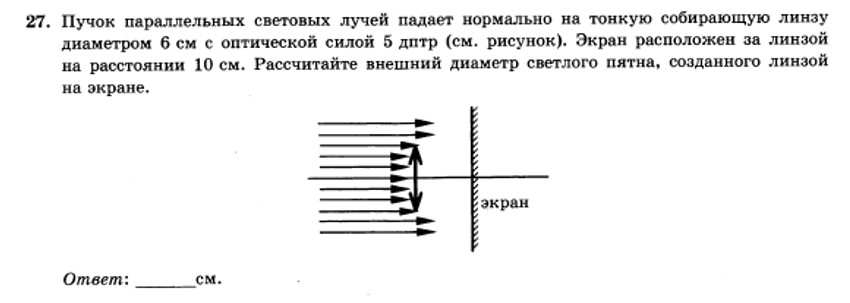 27. Пучок параллельных световых лучей падает нормально на тонкую собирающую линзу
диаметром 6 см с оптической силой 5 дптр (см. рисунок). Экран расположен за линзой
на расстоянии 10 см. Рассчитайте внешний диаметр светлого пятна, созданного линзой
на экране.
экран
Ответ: ______см.